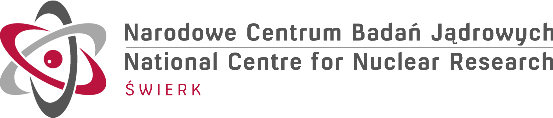 Narodowe Centrum Badań Jądrowych
National Centre for Nuclear Research
ŚWIERK